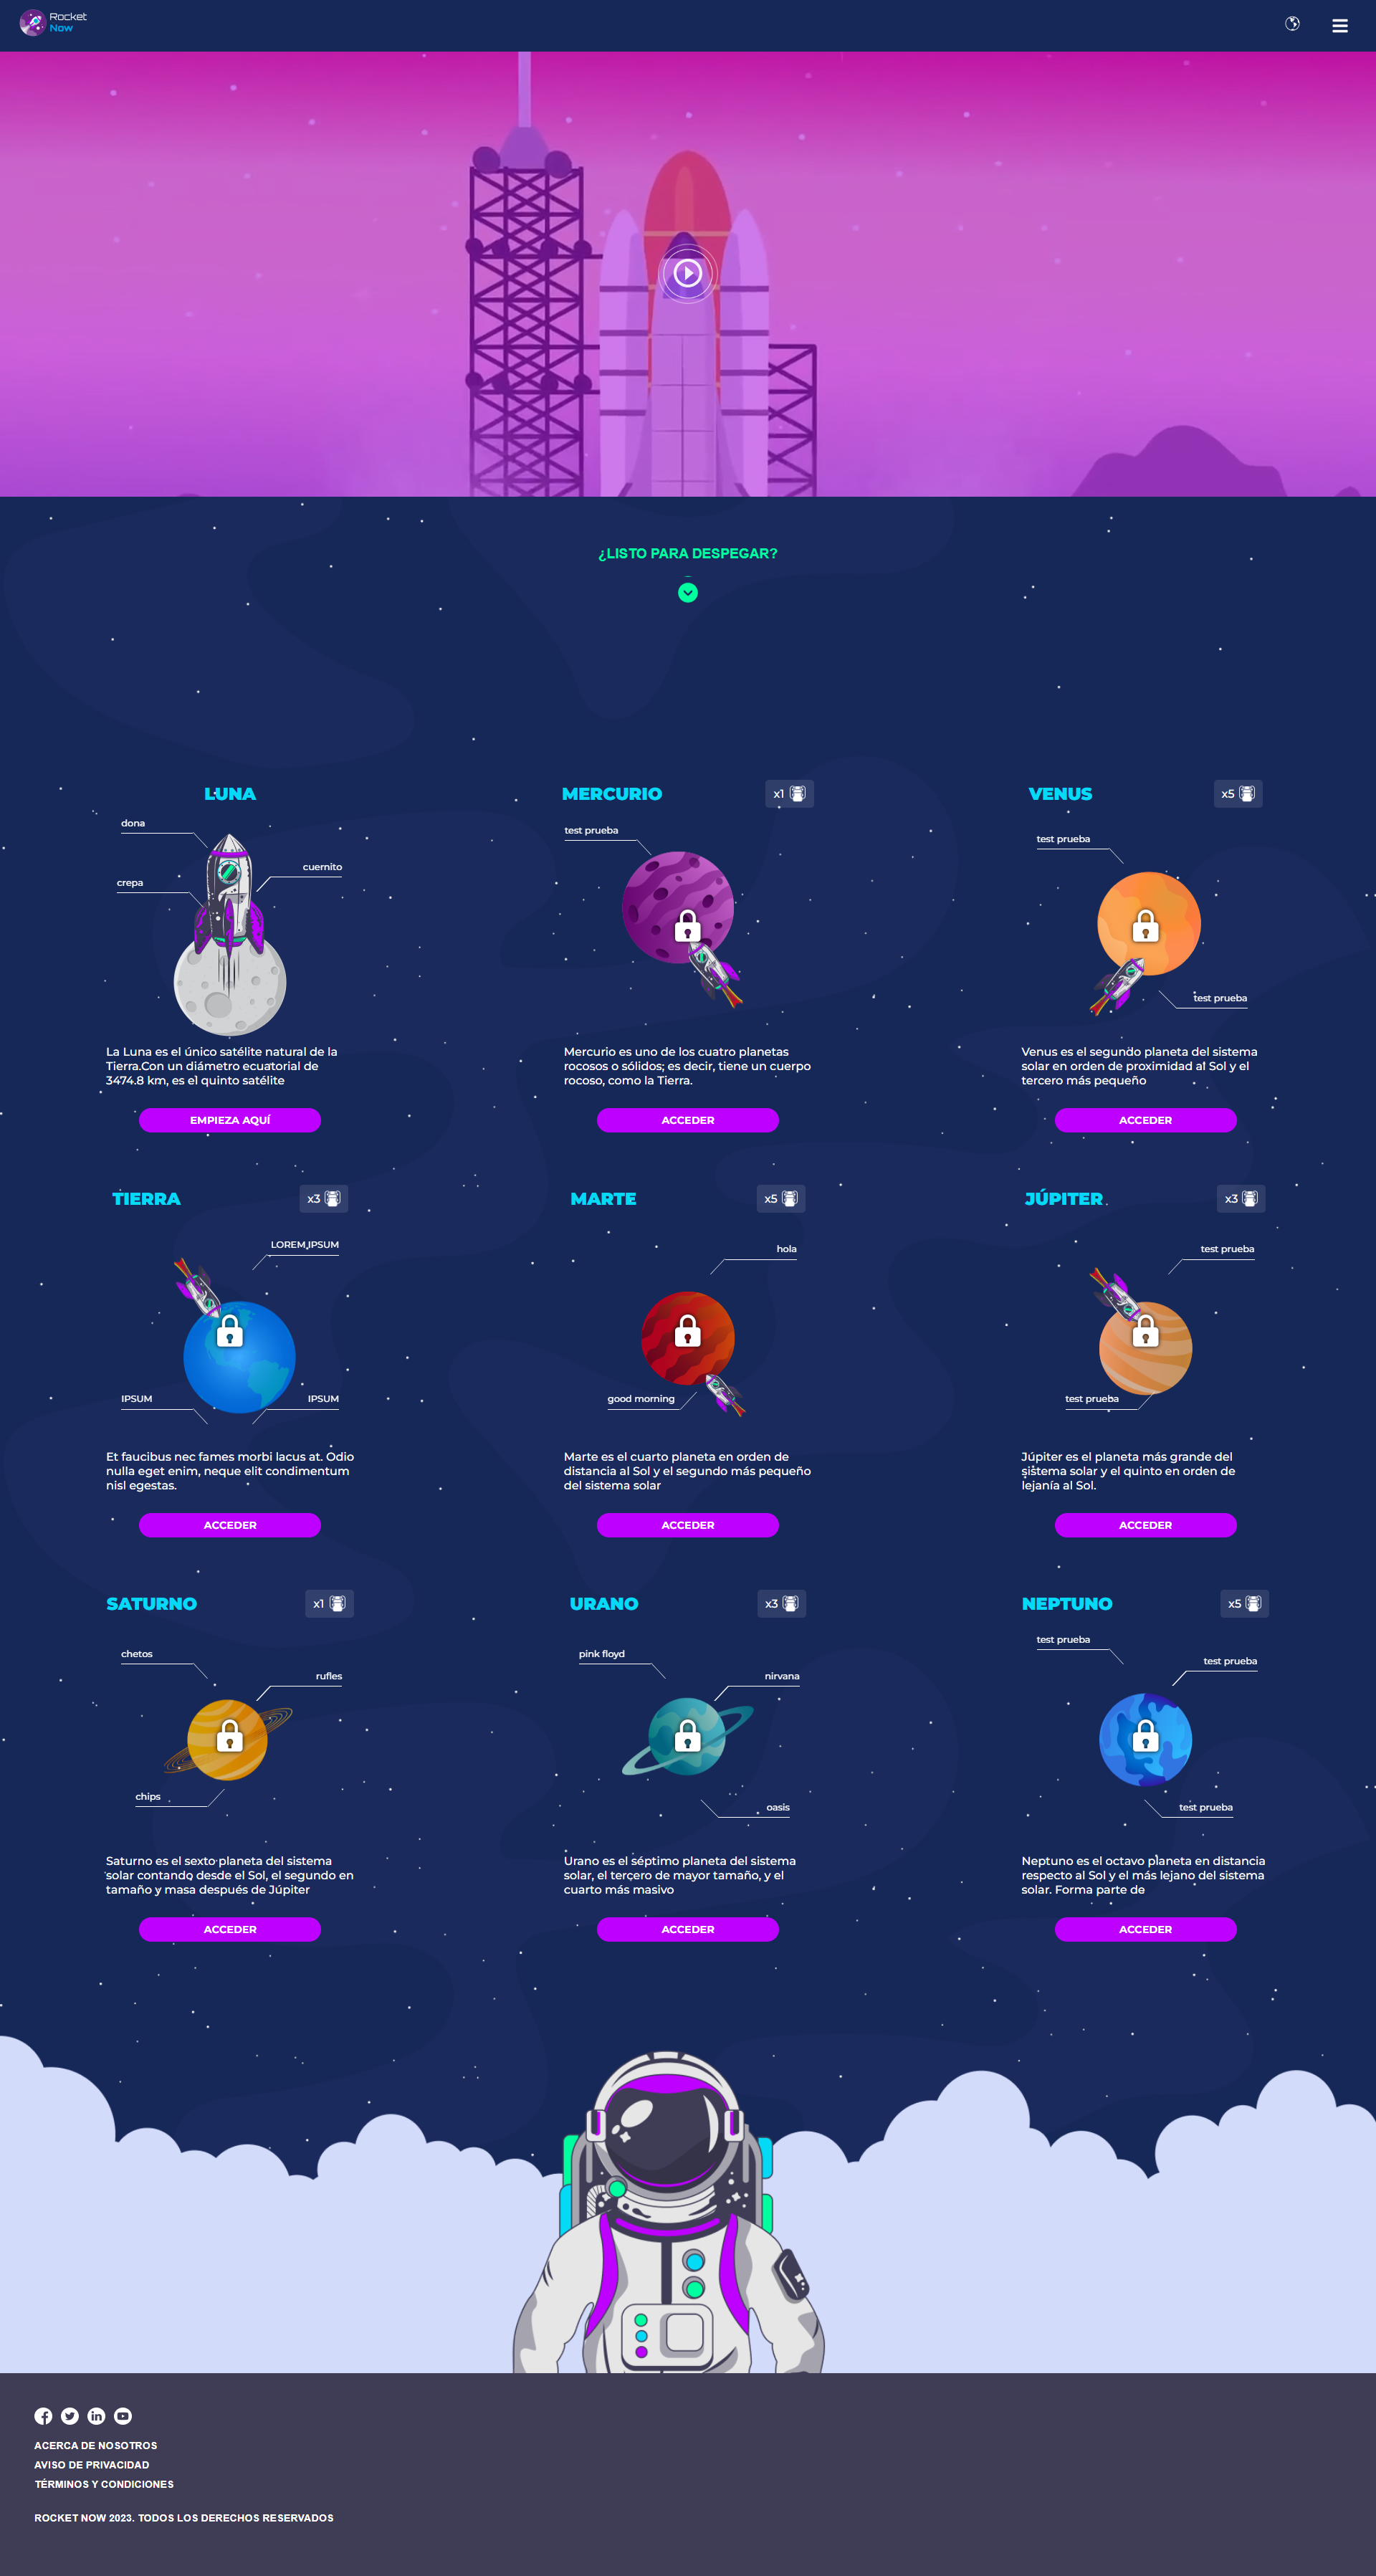 Rocket
Now
¿LISTO PARA DESPEGAR?
LUNA
dona
cuernito
crepa
La Luna es el único satélite natural de la
Tierra.Con un diámetro ecuatorial de
3474.8 km, es el quinto satélite
EMPIEZA AQUÍ
MERCURIO
x1
test prueba
Mercurio es uno de los cuatro planetas
rocosos o sólidos; es decir, tiene un cuerpo
rocoso, como la Tierra.
ACCEDER
VENUS
x5
test prueba
test prueba
Venus es el segundo planeta del sistema
solar en orden de proximidad al Sol y el
tercero más pequeño
ACCEDER
TIERRA
x3
LOREM IPSUM
IPSUM
IPSUM
Et faucibus nec fames morbi lacus at. Odio
nulla eget enim, neque elit condimentum
nisl egestas.
ACCEDER
MARTE
x5
hola
good morning
Marte es el cuarto planeta en orden de
distancia al Sol y el segundo más pequeño
del sistema solar
ACCEDER
JÚPITER
x3
test prueba
test prueba
Júpiter es el planeta más grande del
sistema solar y el quinto en orden de
lejanía al Sol.
ACCEDER
SATURNO
x1
chetos
rufles
chips
Saturno es el sexto planeta del sistema
solar contando desde el Sol, el segundo en
tamaño y masa después de Júpiter
ACCEDER
URANO
x3
pink floyd
nirvana
oasis
Urano es el séptimo planeta del sistema
solar, el tercero de mayor tamaño, y el
cuarto más masivo
ACCEDER
NEPTUNO
x5
test prueba
test prueba
test prueba
Neptuno es el octavo planeta en distancia
respecto al Sol y el más lejano del sistema
solar. Forma parte de
ACCEDER
ACERCA DE NOSOTROS
AVISO DE PRIVACIDAD
TÉRMINOS Y CONDICIONES
ROCKET NOW 2023. TODOS LOS DERECHOS RESERVADOS